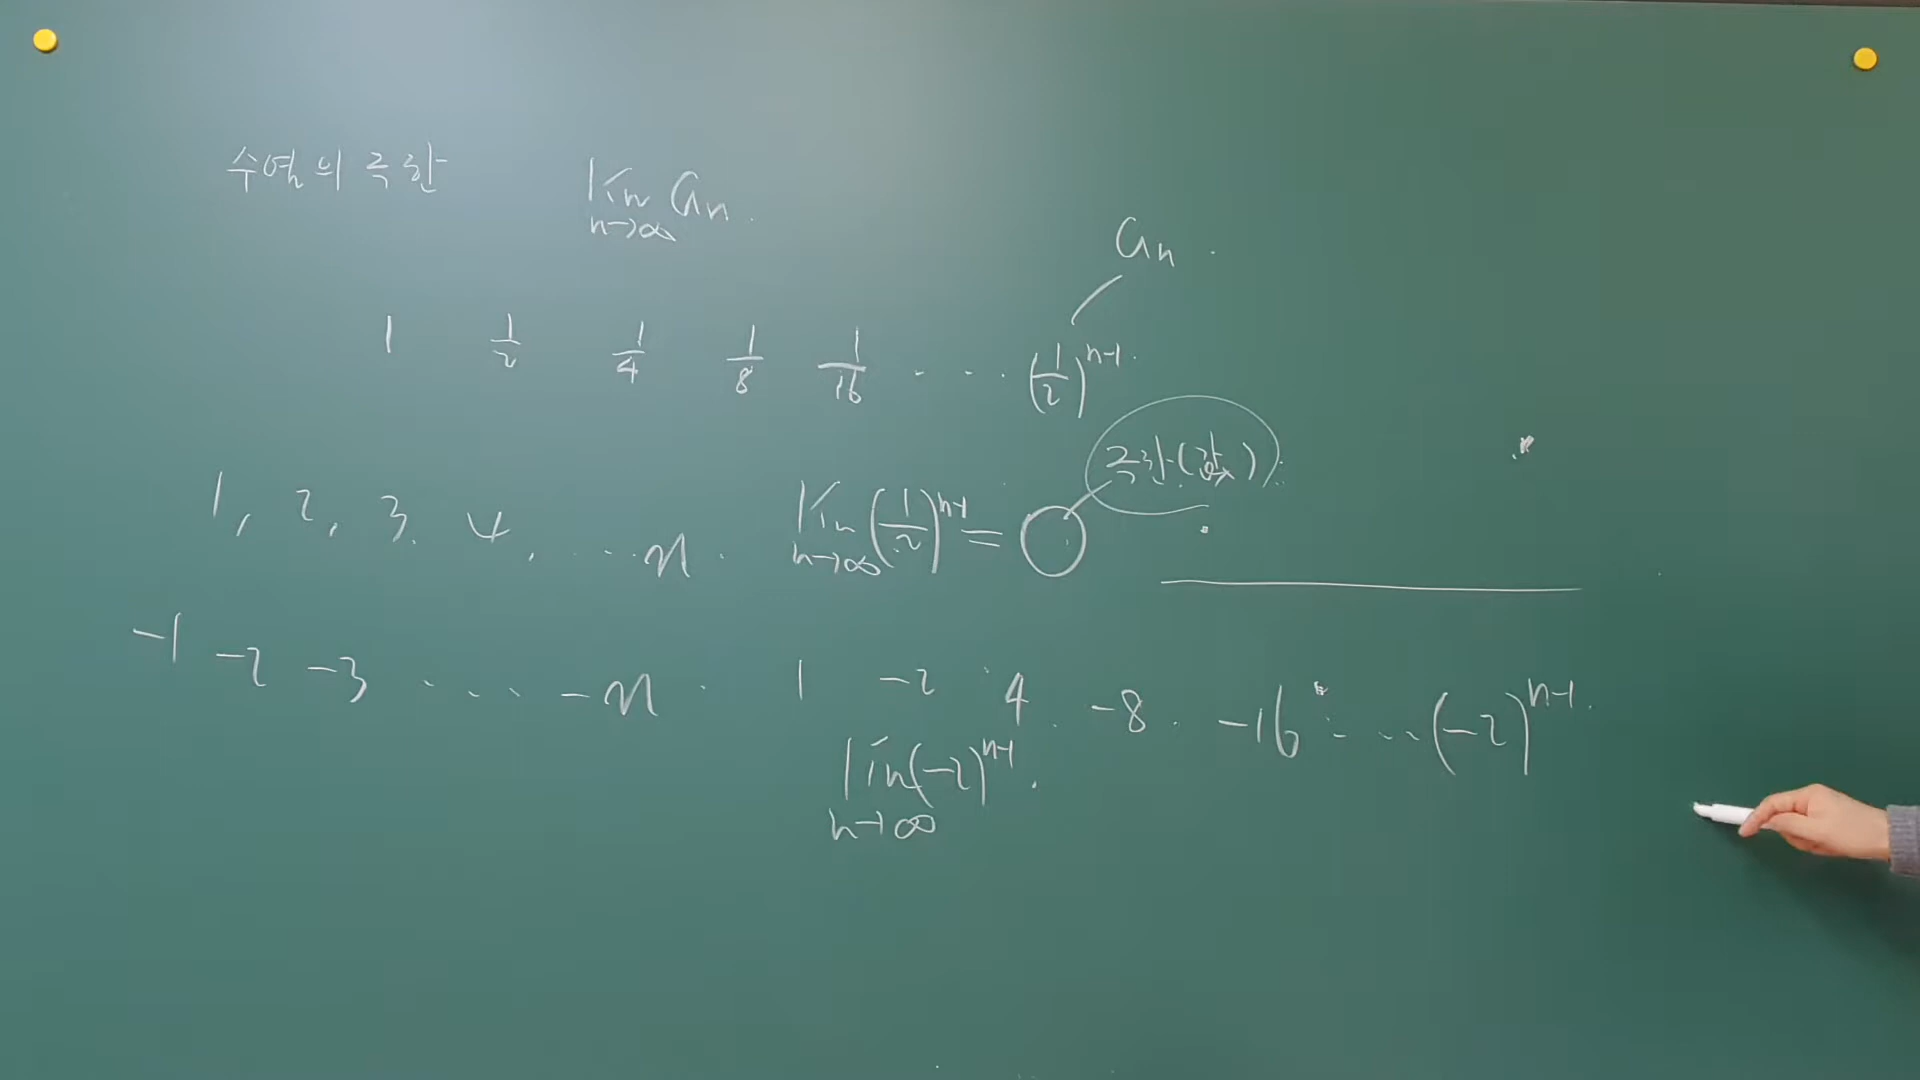 수열의 극한 lim n→∞ an.
an.
1 1/2 1/4 1/8 1/16 ... (1/2)^n-1.
극한(값)
1, 2, 3, 4, ... n. lim n→∞ (1/2)^n-1 = 0
-1 -2 -3 ... -n. 1 -2 4. -8. -16 ... (-2)^n-1.
lim n→∞ (-2)^n-1.